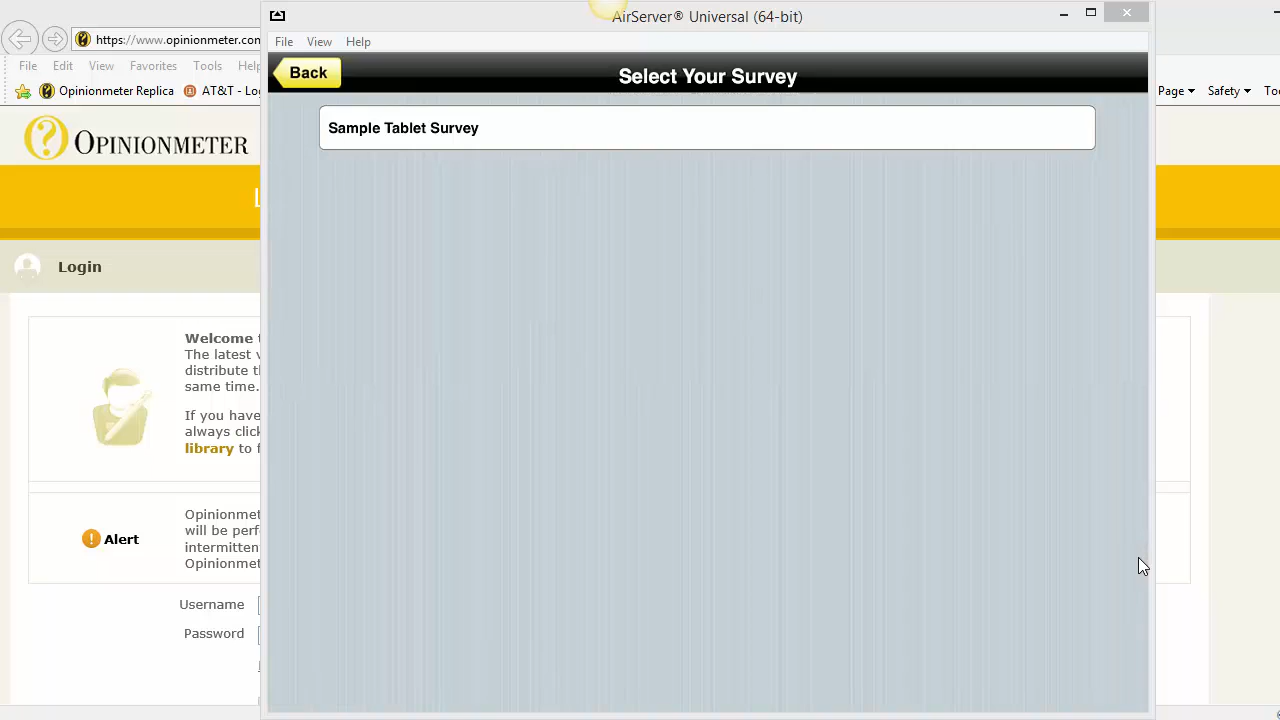 AirServer® Universal (64-bit)
File View Help
Back
Select Your Survey
Sample Tablet Survey
https://www.opinionmeter.con
File Edit View Favorites Tools Help
Opinionmeter Replica
AT&T - Lo
Page Safety To
OPINIONMETER
Login
Welcome
The latest
distribute
same time.
If you have
always click
library to
Alert
Opinionmet
will be perf
intermitten
Opinionmet
Username
Password